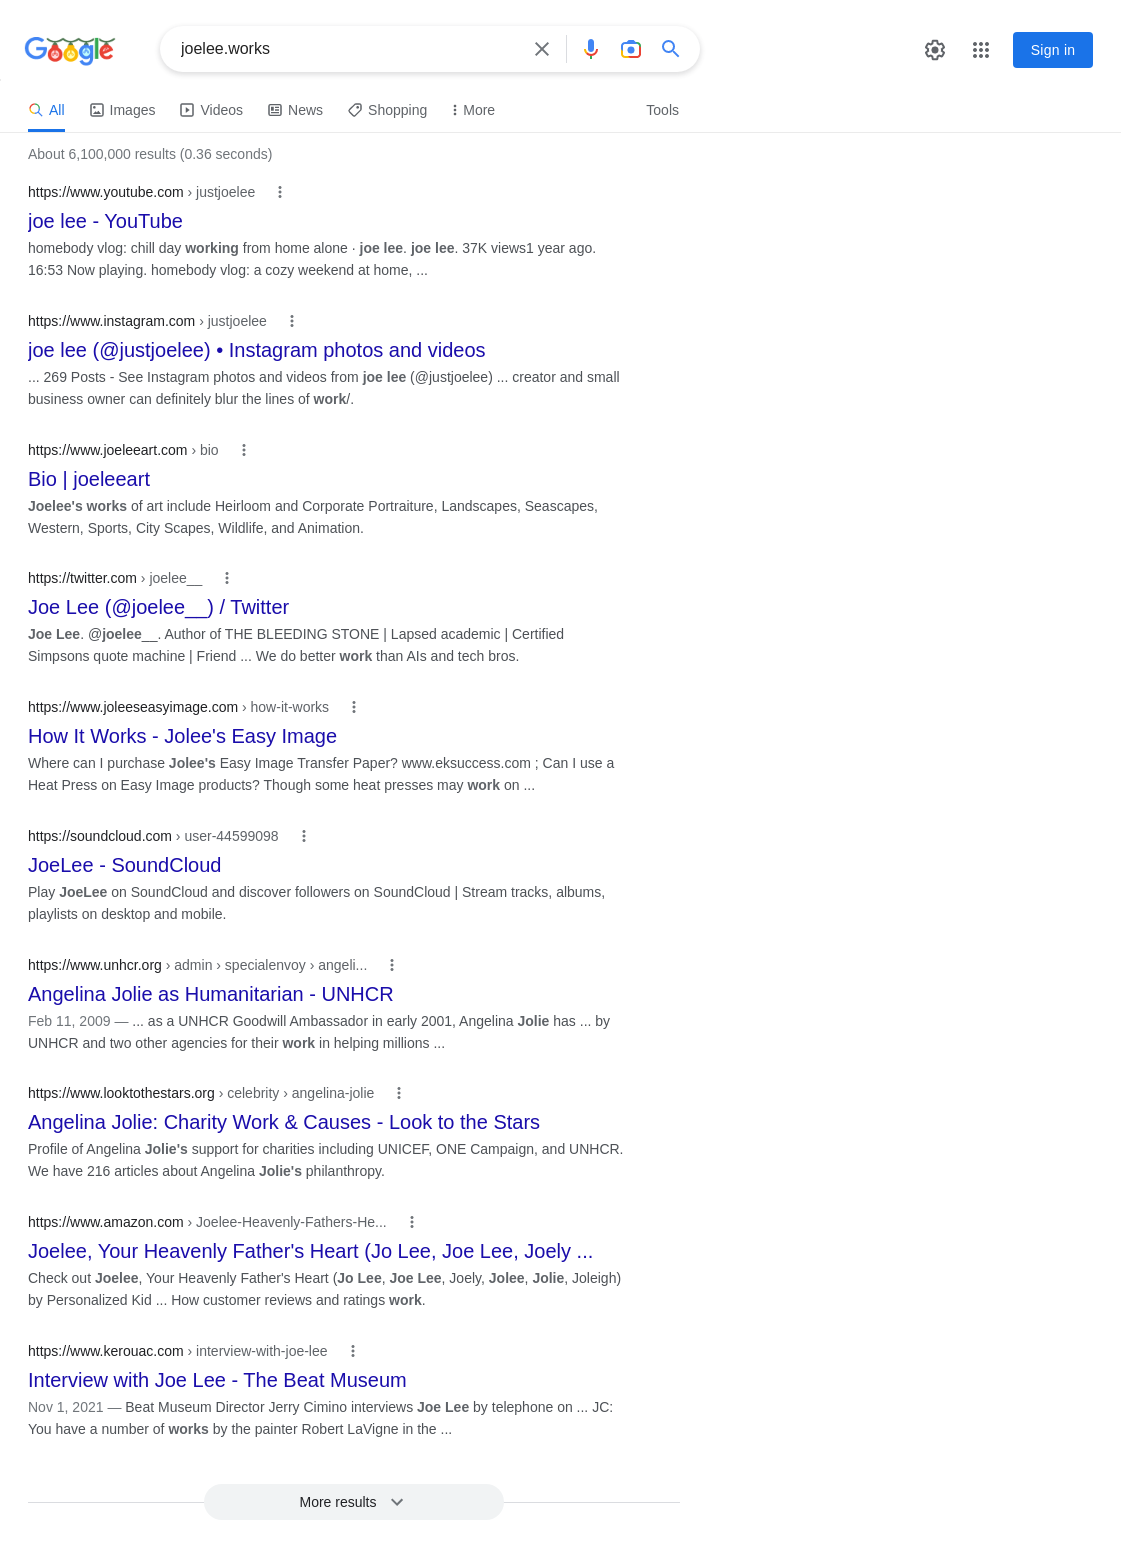 Google
joelee.works
Sign in
All
Images
Videos
News
Shopping
More
Tools
About 6,100,000 results (0.36 seconds)
https://www.youtube.com › justjoelee
joe lee - YouTube
homebody vlog: chill day working from home alone · joe lee. joe lee. 37K views1 year ago.
16:53 Now playing. homebody vlog: a cozy weekend at home, ...
https://www.instagram.com › justjoelee
joe lee (@justjoelee) • Instagram photos and videos
... 269 Posts - See Instagram photos and videos from joe lee (@justjoelee) ... creator and small
business owner can definitely blur the lines of work/.
https://www.joeleeart.com › bio
Bio | joeleeart
Joelee's works of art include Heirloom and Corporate Portraiture, Landscapes, Seascapes,
Western, Sports, City Scapes, Wildlife, and Animation.
https://twitter.com › joelee__
Joe Lee (@joelee__) / Twitter
Joe Lee. @joelee__. Author of THE BLEEDING STONE | Lapsed academic | Certified
Simpsons quote machine | Friend ... We do better work than AIs and tech bros.
https://www.joleeseasyimage.com › how-it-works
How It Works - Jolee's Easy Image
Where can I purchase Jolee's Easy Image Transfer Paper? www.eksuccess.com ; Can I use a
Heat Press on Easy Image products? Though some heat presses may work on ...
https://soundcloud.com › user-44599098
JoeLee - SoundCloud
Play JoeLee on SoundCloud and discover followers on SoundCloud | Stream tracks, albums,
playlists on desktop and mobile.
https://www.unhcr.org › admin › specialenvoy › angeli...
Angelina Jolie as Humanitarian - UNHCR
Feb 11, 2009 — ... as a UNHCR Goodwill Ambassador in early 2001, Angelina Jolie has ... by
UNHCR and two other agencies for their work in helping millions ...
https://www.looktothestars.org › celebrity › angelina-jolie
Angelina Jolie: Charity Work & Causes - Look to the Stars
Profile of Angelina Jolie's support for charities including UNICEF, ONE Campaign, and UNHCR.
We have 216 articles about Angelina Jolie's philanthropy.
https://www.amazon.com › Joelee-Heavenly-Fathers-He...
Joelee, Your Heavenly Father's Heart (Jo Lee, Joe Lee, Joely ...
Check out Joelee, Your Heavenly Father's Heart (Jo Lee, Joe Lee, Joely, Jolee, Jolie, Joleigh)
by Personalized Kid ... How customer reviews and ratings work.
https://www.kerouac.com › interview-with-joe-lee
Interview with Joe Lee - The Beat Museum
Nov 1, 2021 — Beat Museum Director Jerry Cimino interviews Joe Lee by telephone on ... JC:
You have a number of works by the painter Robert LaVigne in the ...
More results